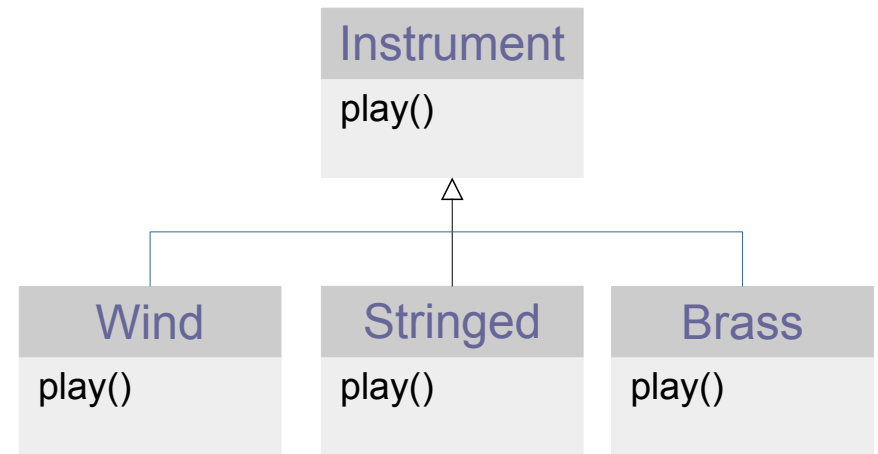 Instrument
play()
Wind
play()
Stringed
play()
Brass
play()